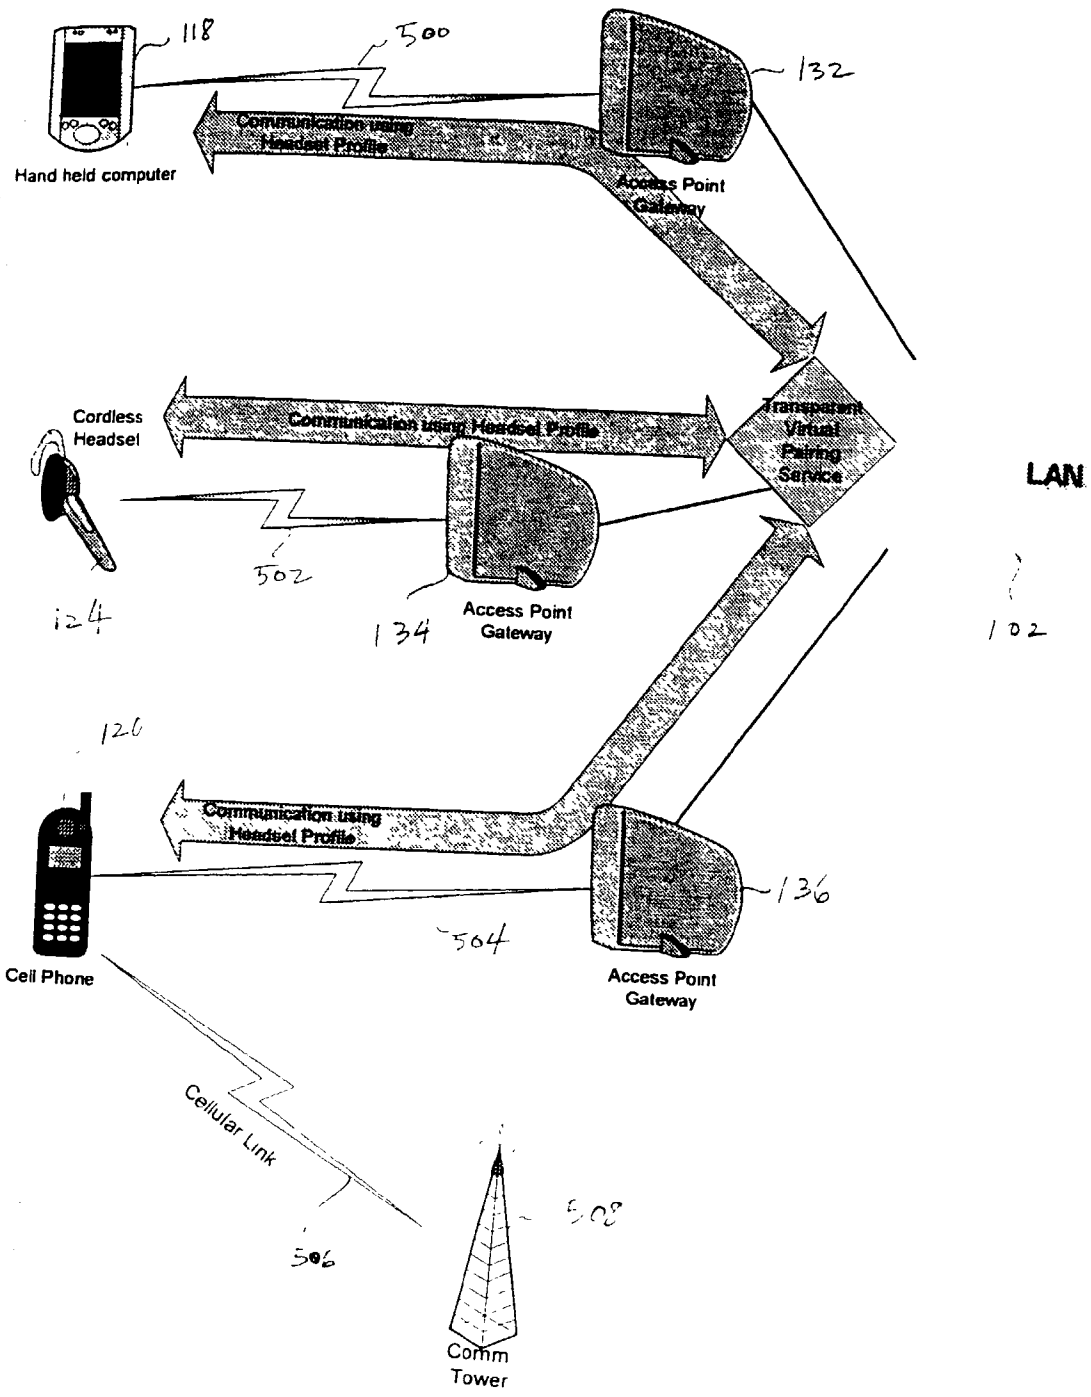 118
500
132
Communication using
Headset Profile
Hand held computer
Access Point
Gateway
Cordless
Headset
Communication using Headset Profile
Transparent
Virtual
Pairing
Service
LAN
502
124
134
Access Point
Gateway
102
Communication using
Headset Profile
136
504
Cell Phone
Access Point
Gateway
Cellular Link
506
508
Comm
Tower